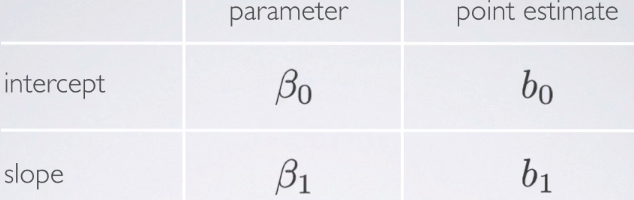 parameter point estimate
intercept β₀ b₀
slope β₁ b₁